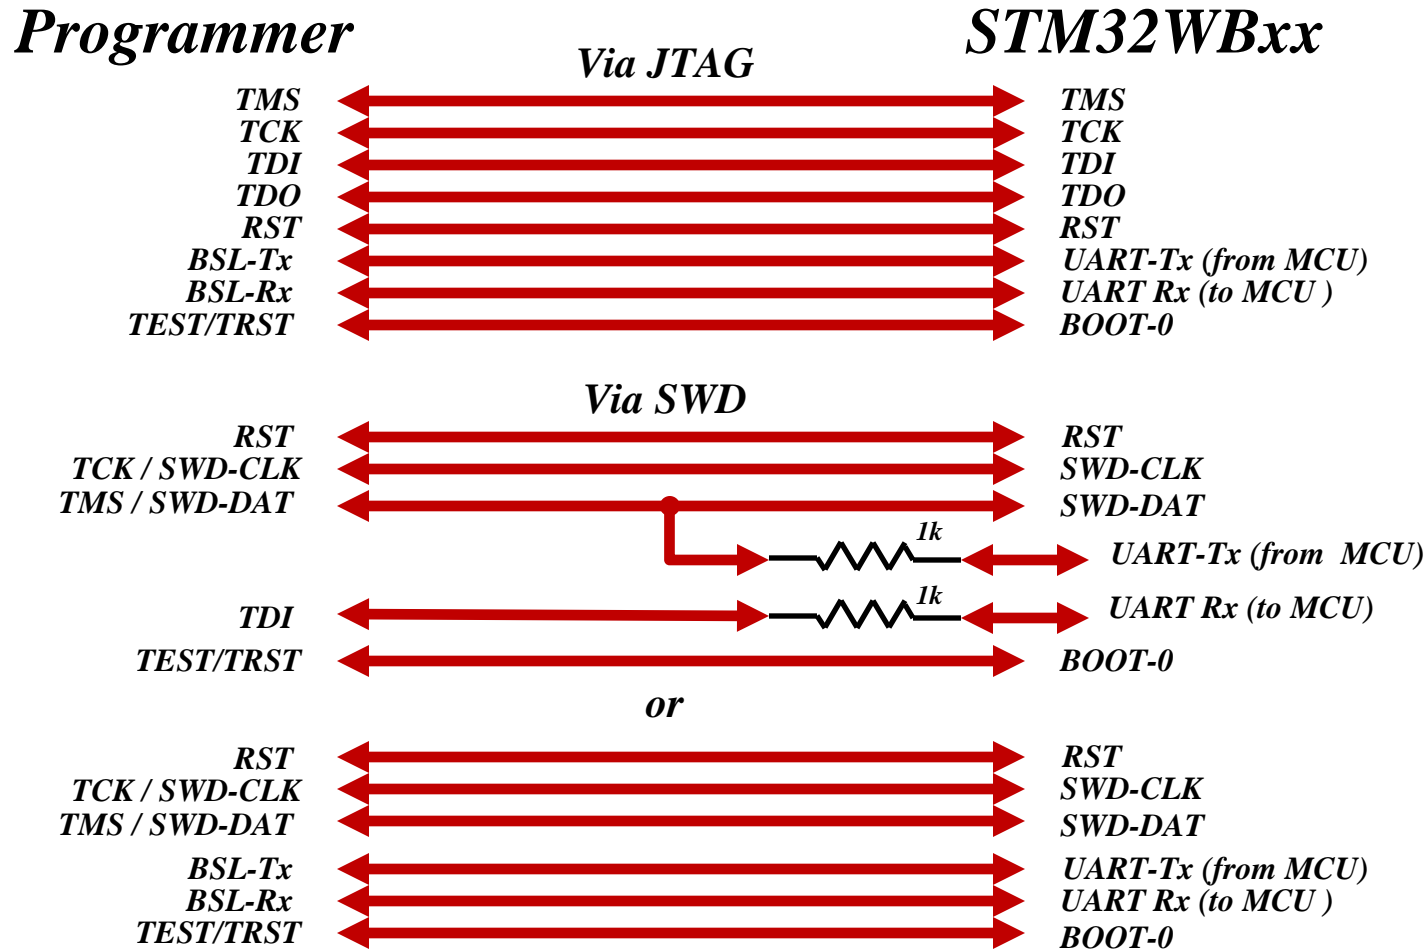 Programmer STM32WBxx
Via JTAG
TMS TMS
TCK TCK
TDI TDI
TDO TDO
RST RST
BSL-Tx UART-Tx (from MCU)
BSL-Rx UART Rx (to MCU )
TEST/TRST BOOT-0
Via SWD
RST RST
TCK / SWD-CLK SWD-CLK
TMS / SWD-DAT SWD-DAT
1k UART-Tx (from MCU)
TDI 1k UART Rx (to MCU)
TEST/TRST BOOT-0
or
RST RST
TCK / SWD-CLK SWD-CLK
TMS / SWD-DAT SWD-DAT
BSL-Tx UART-Tx (from MCU)
BSL-Rx UART Rx (to MCU )
TEST/TRST BOOT-0